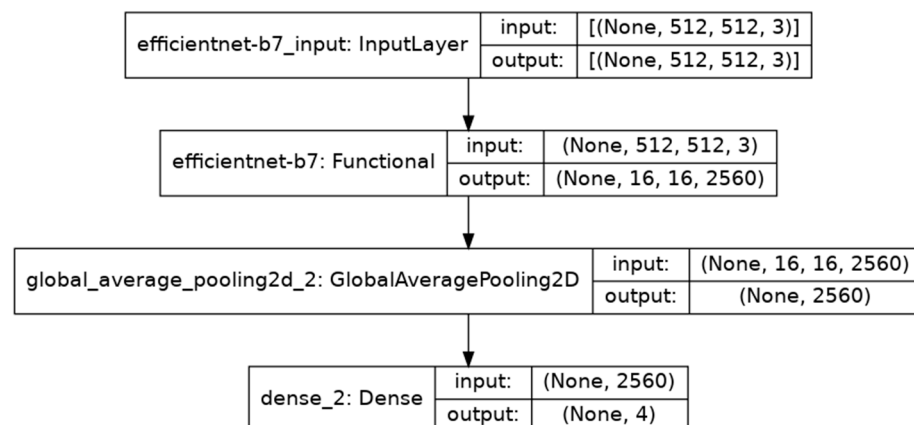 efficientnet-b7_input: InputLayer
input: [(None, 512, 512, 3)]
output: [(None, 512, 512, 3)]
efficientnet-b7: Functional
input: (None, 512, 512, 3)
output: (None, 16, 16, 2560)
global_average_pooling2d_2: GlobalAveragePooling2D
input: (None, 16, 16, 2560)
output: (None, 2560)
dense_2: Dense
input: (None, 2560)
output: (None, 4)